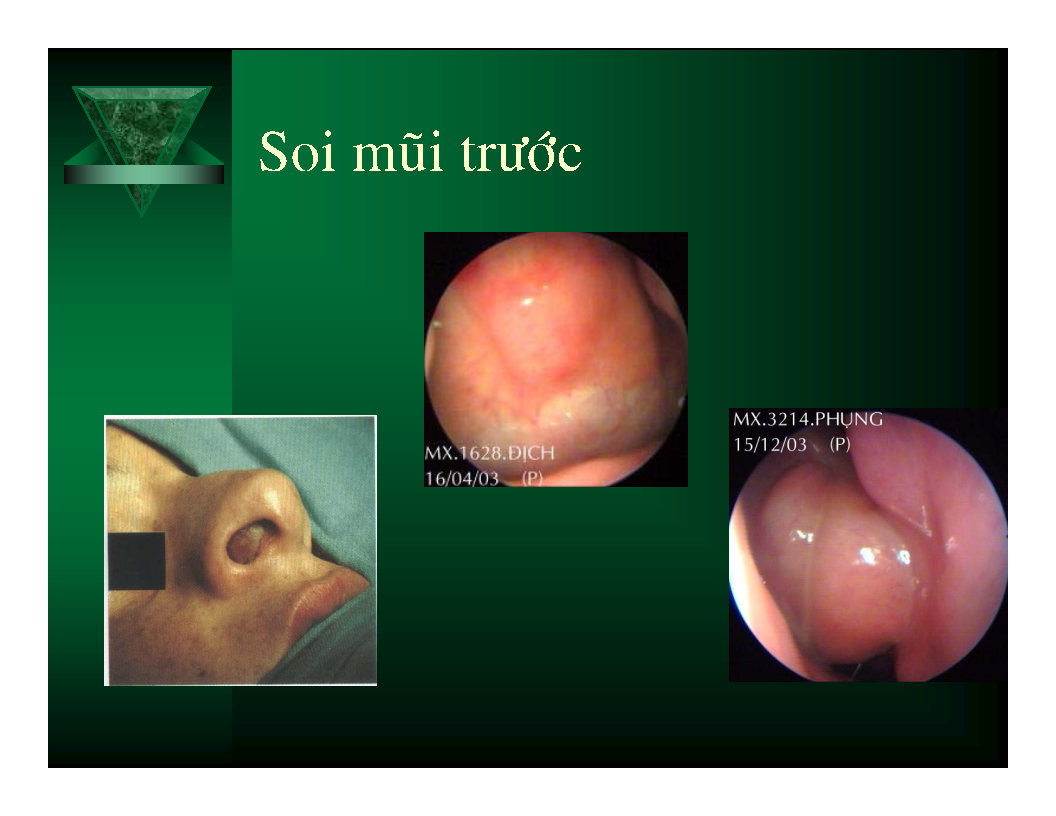 Soi mũi trước
MX.1628.ĐỊCH
16/04/03 (P)
MX.3214.PHỤNG
15/12/03 (P)